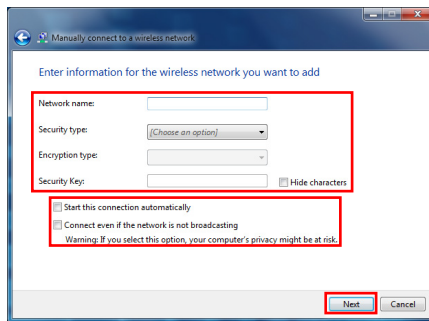 Manually connect to a wireless network
Enter information for the wireless network you want to add
Network name:
Security type:
[Choose an option]
Encryption type:
Security Key:
Hide characters
Start this connection automatically
Connect even if the network is not broadcasting
Warning: If you select this option, your computer's privacy might be at risk.
Next
Cancel